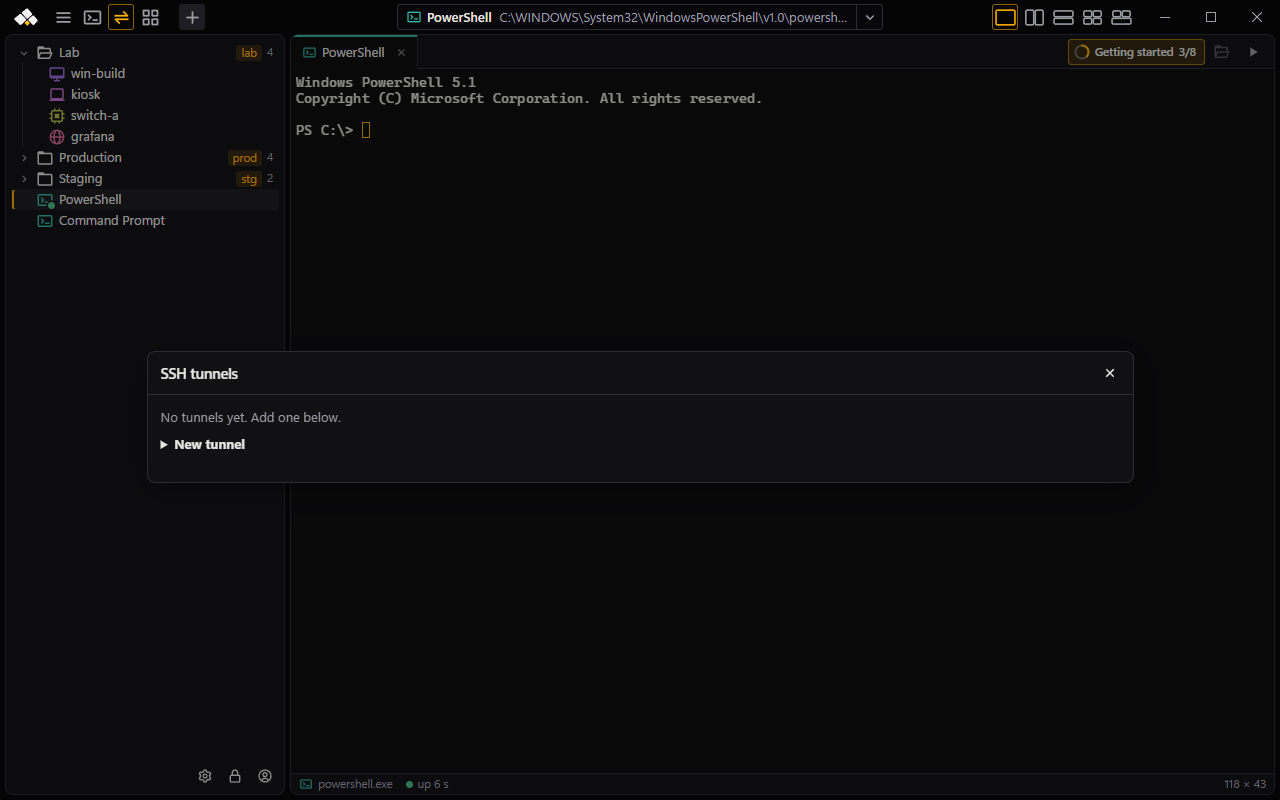 PowerShell C:\WINDOWS\System32\WindowsPowerShell\v1.0\powersh...
Lab lab 4
win-build
kiosk
switch-a
grafana
Production prod 4
Staging stg 2
PowerShell
Command Prompt
PowerShell
Getting started 3/8
Windows PowerShell 5.1
Copyright (C) Microsoft Corporation. All rights reserved.
PS C:\>
SSH tunnels
No tunnels yet. Add one below.
New tunnel
powershell.exe up 6 s
118 × 43